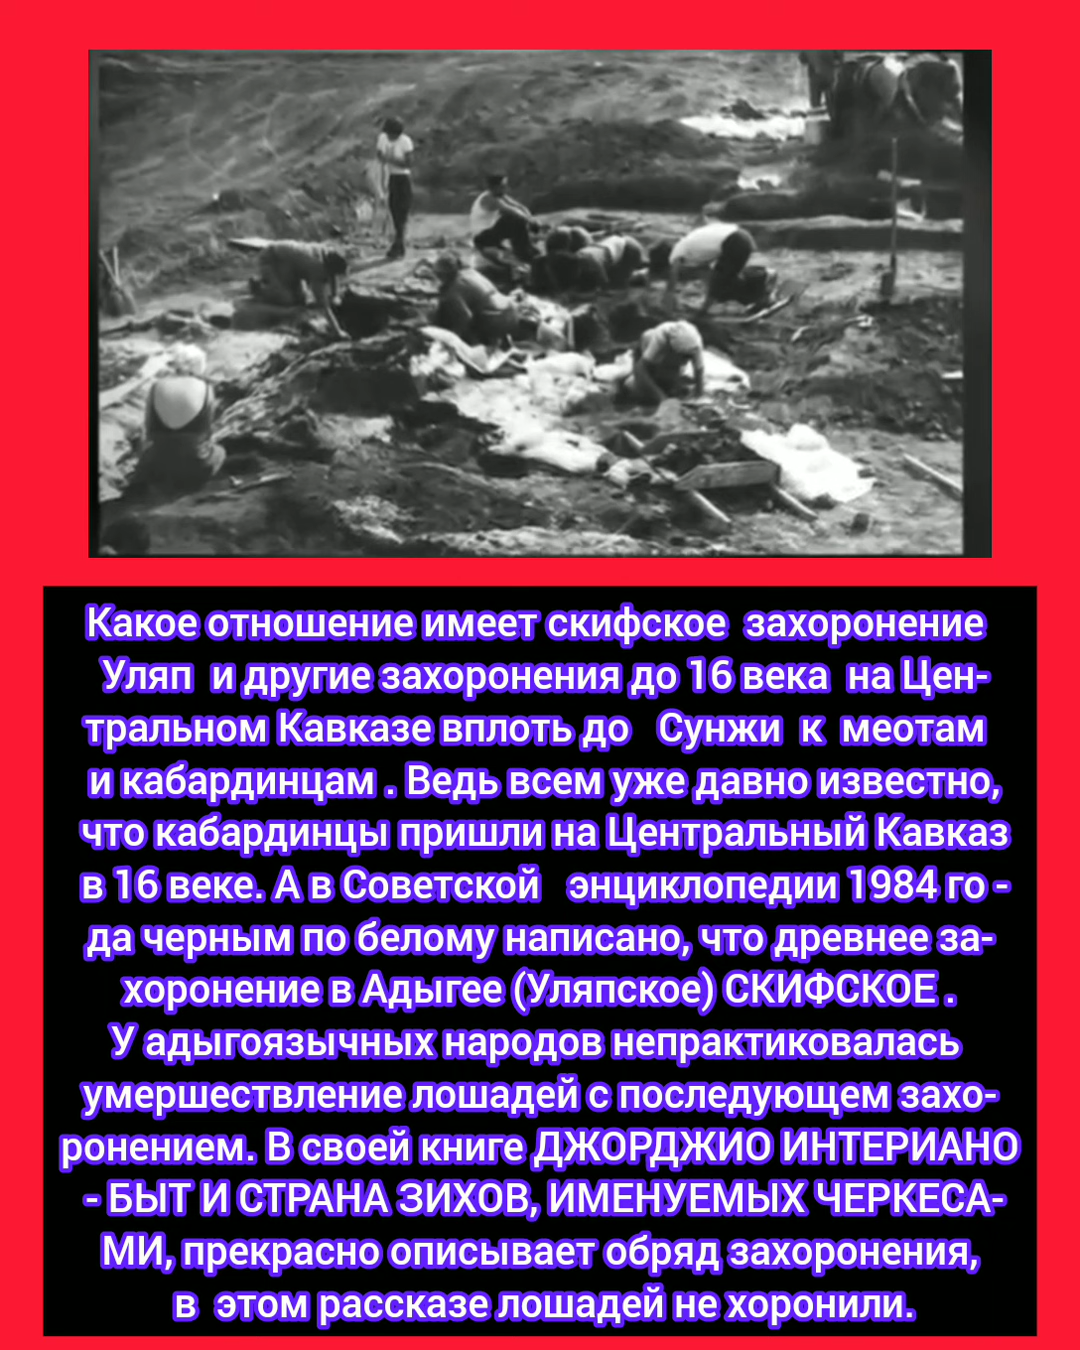 Какое отношение имеет скифское захоронение
Уляп и другие захоронения до 16 века на Цен-
тральном Кавказе вплоть до Сунжи к меотам
и кабардинцам . Ведь всем уже давно известно,
что кабардинцы пришли на Центральный Кавказ
в 16 веке. А в Советской энциклопедии 1984 го -
да черным по белому написано, что древнее за-
хоронение в Адыгее (Уляпское) СКИФСКОЕ .
У адыгоязычных народов непрактиковалась
умершествление лошадей с последующем захо-
ронением. В своей книге ДЖОРДЖИО ИНТЕРИАНО
- БЫТ И СТРАНА ЗИХОВ, ИМЕНУЕМЫХ ЧЕРКЕСА-
МИ, прекрасно описывает обряд захоронения,
в этом рассказе лошадей не хоронили.